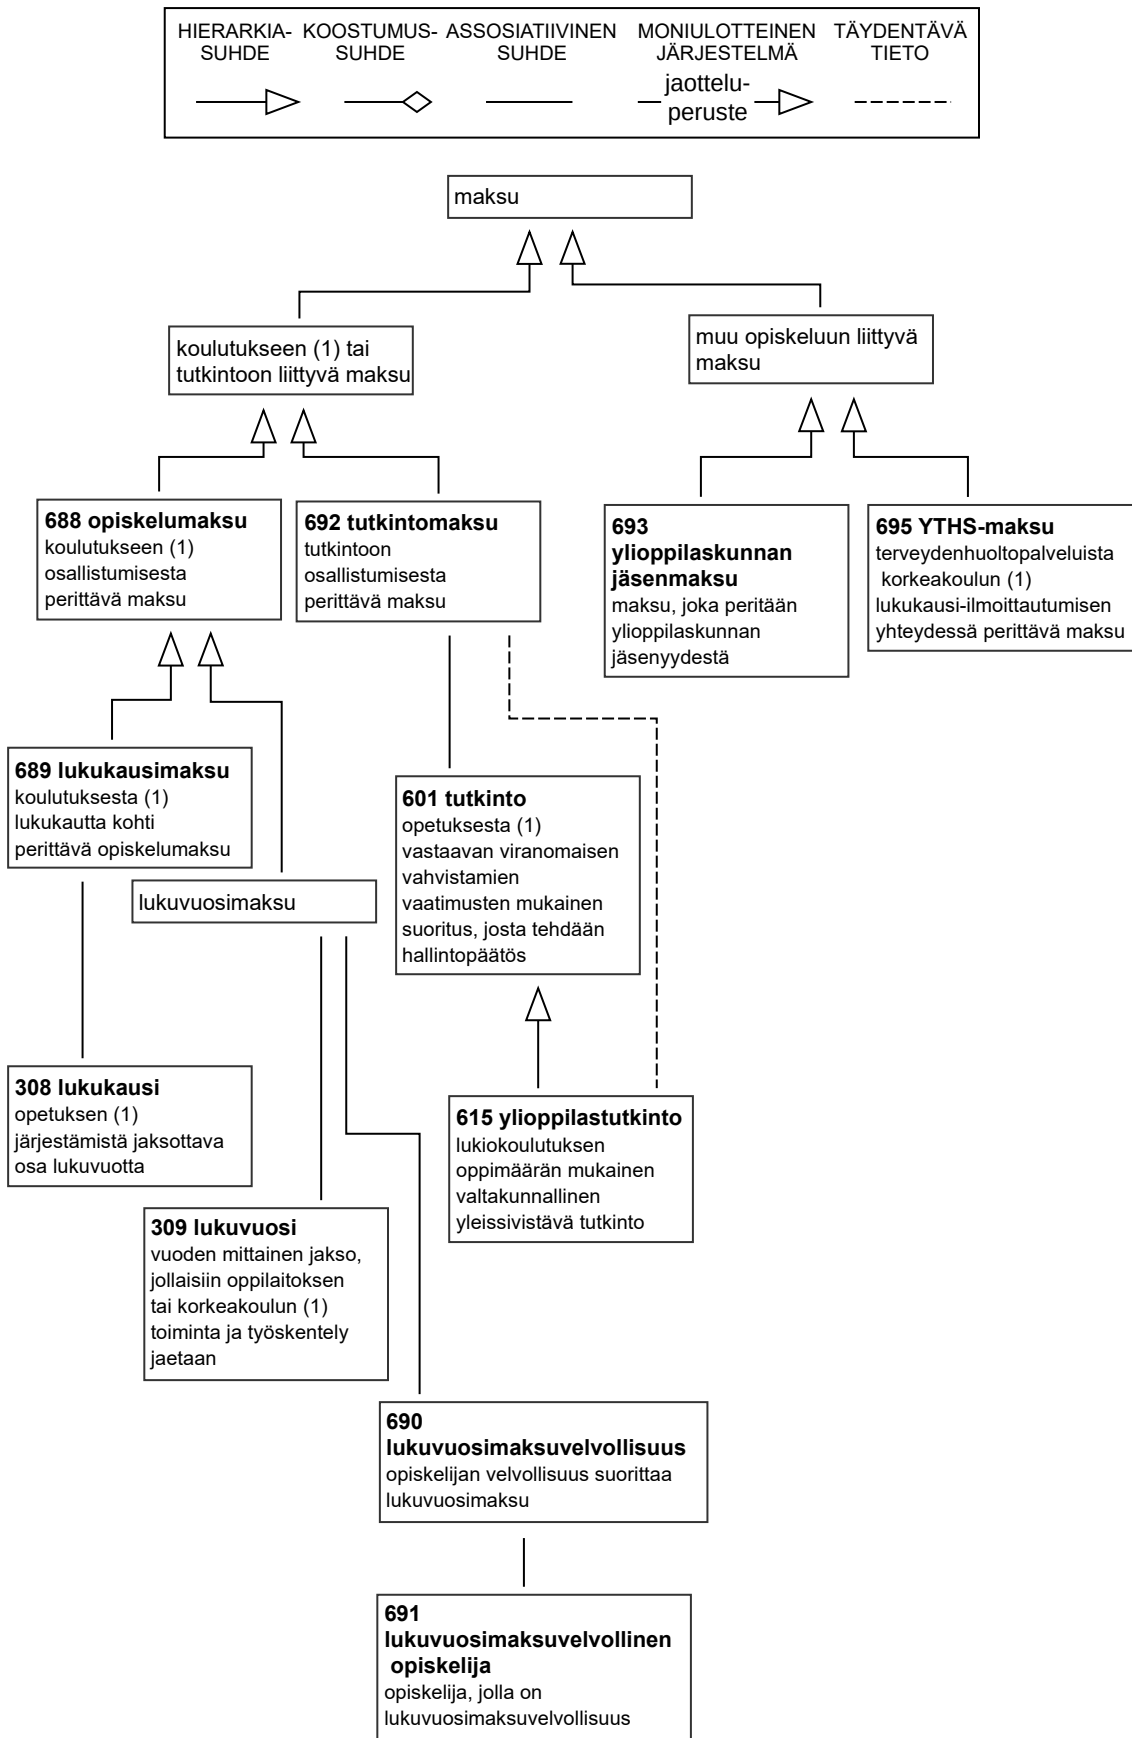 HIERARKIA-
SUHDE
KOOSTUMUS-
SUHDE
ASSOSIATIIVINEN
SUHDE
MONIULOTTEINEN
JÄRJESTELMÄ
TÄYDENTÄVÄ
TIETO
jaottelu-
peruste
maksu
koulutukseen (1) tai
tutkintoon liittyvä maksu
muu opiskeluun liittyvä
maksu
688 opiskelumaksu
koulutukseen (1)
osallistumisesta
perittävä maksu
692 tutkintomaksu
tutkintoon
osallistumisesta
perittävä maksu
693
ylioppilaskunnan
jäsenmaksu
maksu, joka peritään
ylioppilaskunnan
jäsenyydestä
695 YTHS-maksu
terveydenhuoltopalveluista
korkeakoulun (1)
lukukausi-ilmoittautumisen
yhteydessä perittävä maksu
689 lukukausimaksu
koulutuksesta (1)
lukukautta kohti
perittävä opiskelumaksu
601 tutkinto
opetuksesta (1)
vastaavan viranomaisen
vahvistamien
vaatimusten mukainen
suoritus, josta tehdään
hallintopäätös
lukuvuosimaksu
308 lukukausi
opetuksen (1)
järjestämistä jaksottava
osa lukuvuotta
615 ylioppilastutkinto
lukiokoulutuksen
oppimäärän mukainen
valtakunnallinen
yleissivistävä tutkinto
309 lukuvuosi
vuoden mittainen jakso,
jollaisiin oppilaitoksen
tai korkeakoulun (1)
toiminta ja työskentely
jaetaan
690
lukuvuosimaksuvelvollisuus
opiskelijan velvollisuus suorittaa
lukuvuosimaksu
691
lukuvuosimaksuvelvollinen
opiskelija
opiskelija, jolla on
lukuvuosimaksuvelvollisuus